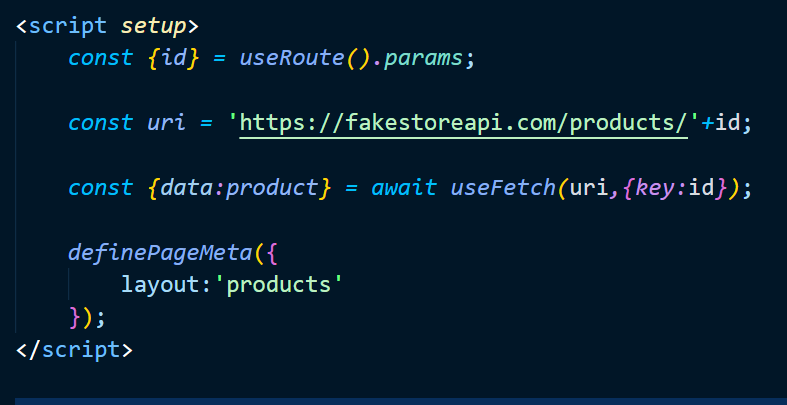 <script setup>
const {id} = useRoute().params;
const uri = 'https://fakestoreapi.com/products/'+id;
const {data:product} = await useFetch(uri,{key:id});
definePageMeta({
layout:'products'
});
</script>